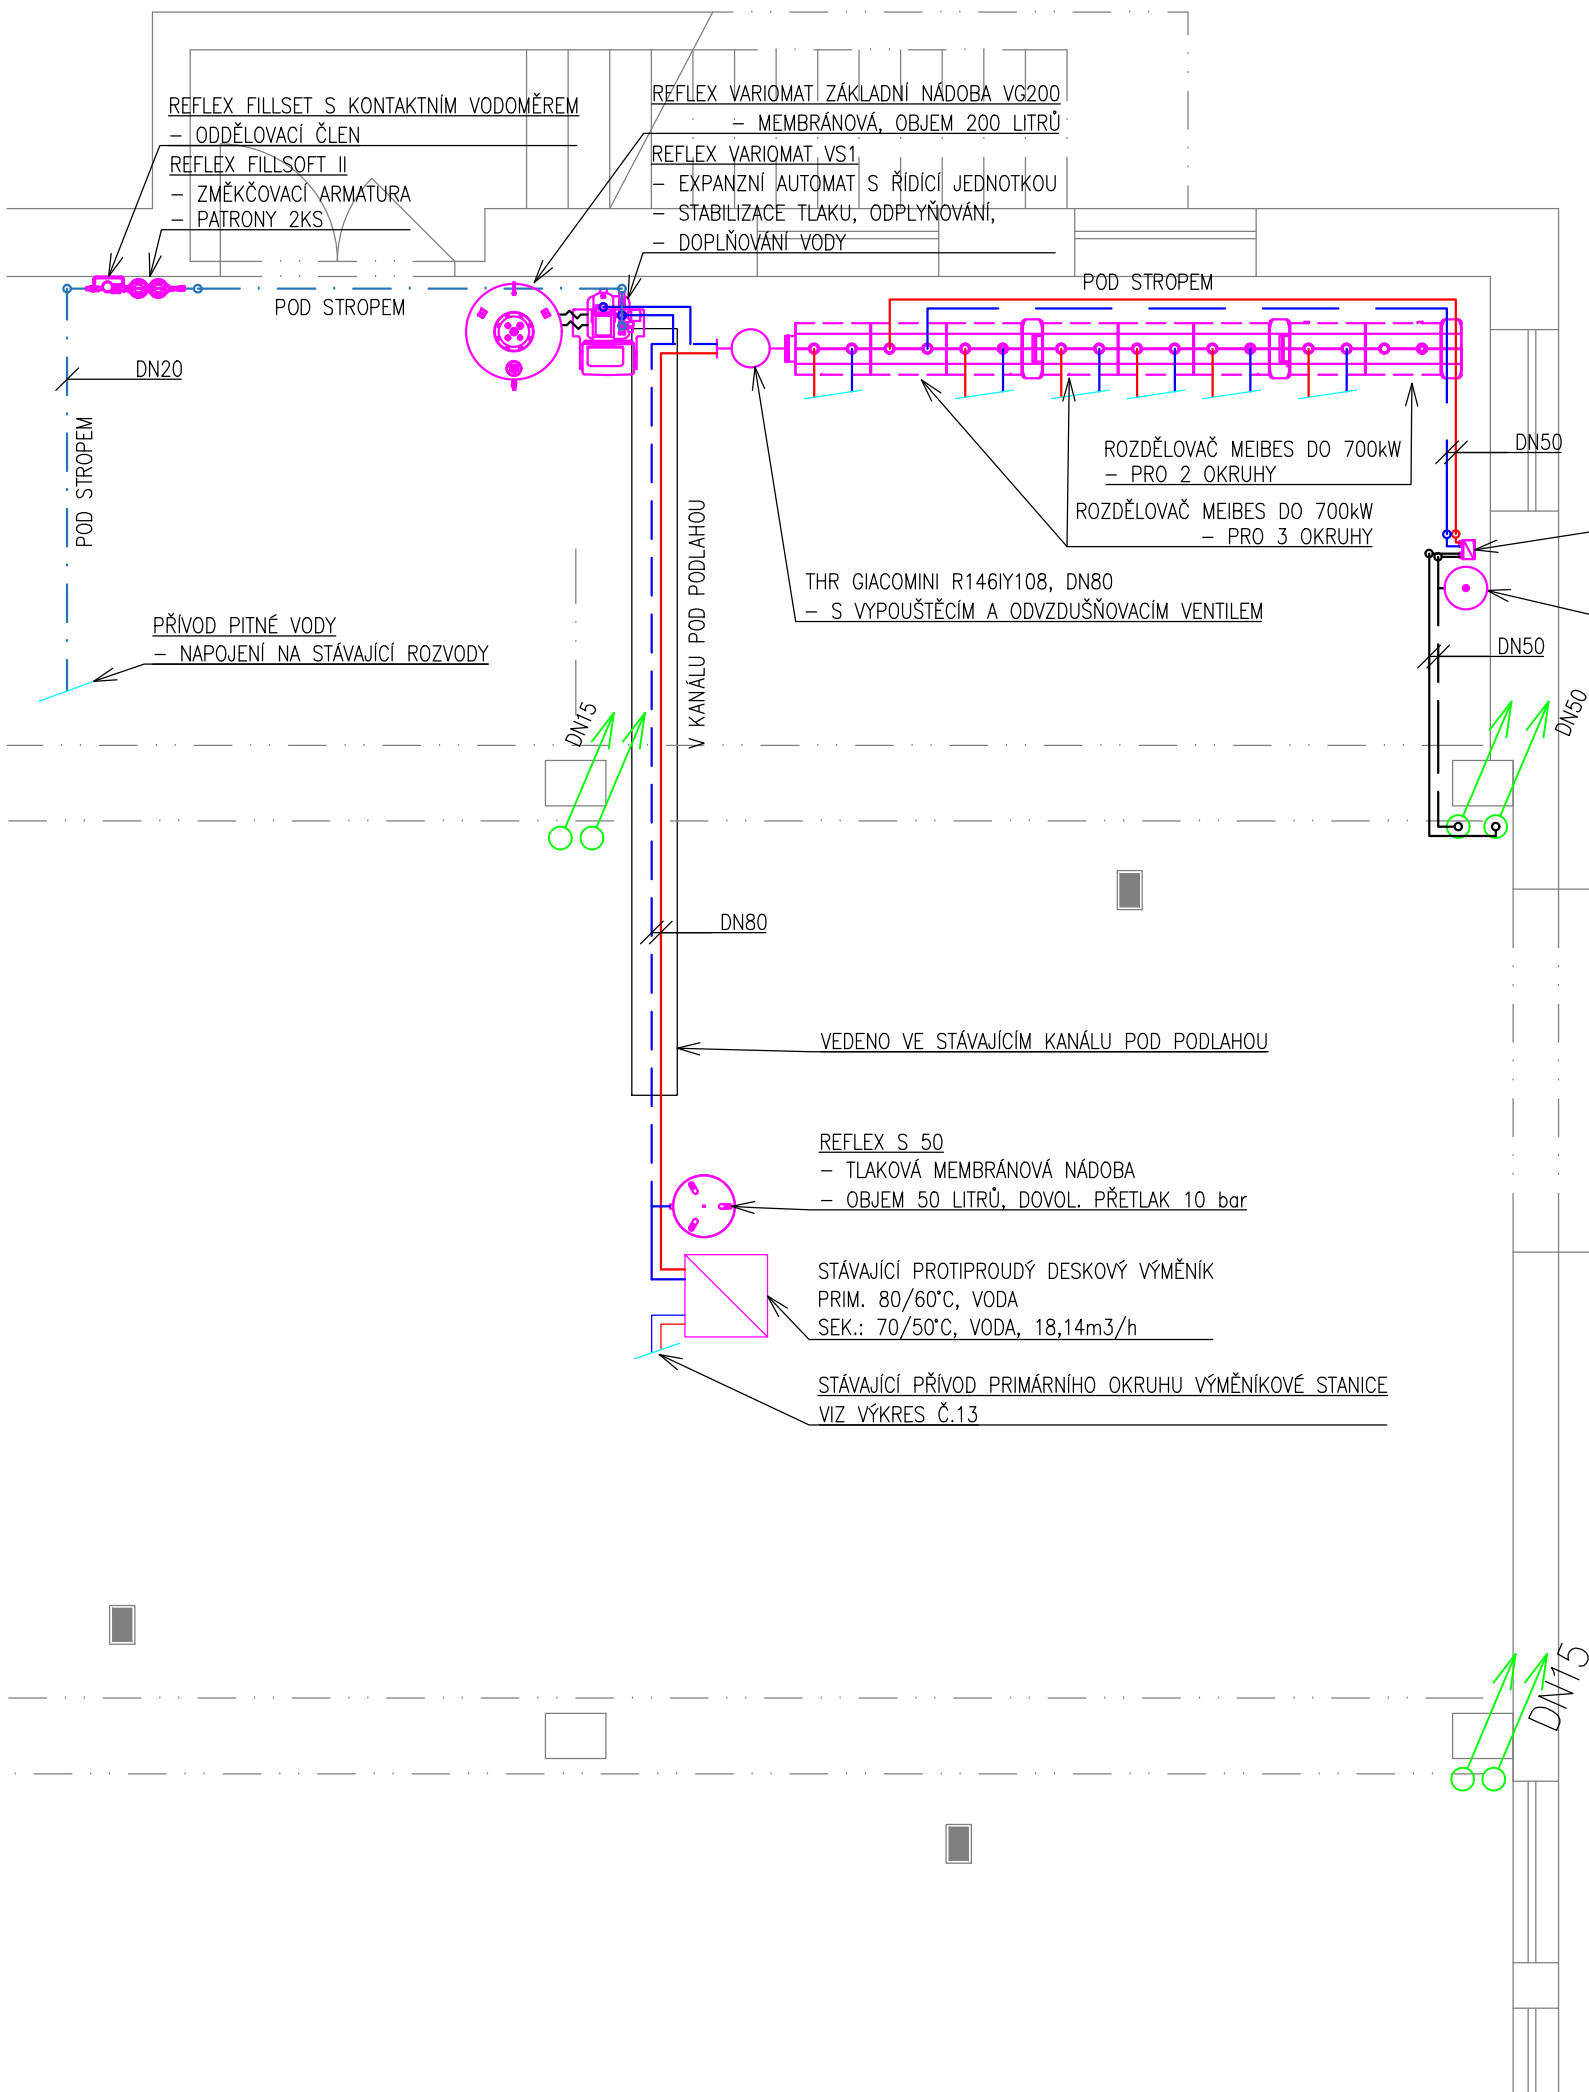 REFLEX FILLSET S KONTAKTNÍM VODOMĚREM
– ODDĚLOVACÍ ČLEN
REFLEX FILLSOFT II
– ZMĚKČOVACÍ ARMATURA
– PATRONY 2KS
REFLEX VARIOMAT ZÁKLADNÍ NÁDOBA VG200
– MEMBRÁNOVÁ, OBJEM 200 LITRŮ
REFLEX VARIOMAT VS1
– EXPANZNÍ AUTOMAT S ŘÍDÍCÍ JEDNOTKOU
– STABILIZACE TLAKU, ODPLYŇOVÁNÍ,
– DOPLŇOVÁNÍ VODY
POD STROPEM
POD STROPEM
DN20
POD STROPEM
ROZDĚLOVAČ MEIBES DO 700kW
– PRO 2 OKRUHY
DN50
ROZDĚLOVAČ MEIBES DO 700kW
– PRO 3 OKRUHY
V KANÁLU POD PODLAHOU
THR GIACOMINI R146IY108, DN80
– S VYPOUŠTĚCÍM A ODVZDUŠŇOVACÍM VENTILEM
PŘÍVOD PITNÉ VODY
– NAPOJENÍ NA STÁVAJÍCÍ ROZVODY
DN50
DN15
DN50
DN80
VEDENO VE STÁVAJÍCÍM KANÁLU POD PODLAHOU
REFLEX S 50
– TLAKOVÁ MEMBRÁNOVÁ NÁDOBA
– OBJEM 50 LITRŮ, DOVOL. PŘETLAK 10 bar
STÁVAJÍCÍ PROTIPROUDÝ DESKOVÝ VÝMĚNÍK
PRIM. 80/60°C, VODA
SEK.: 70/50°C, VODA, 18,14m3/h
STÁVAJÍCÍ PŘÍVOD PRIMÁRNÍHO OKRUHU VÝMĚNÍKOVÉ STANICE
VIZ VÝKRES Č.13
DN15